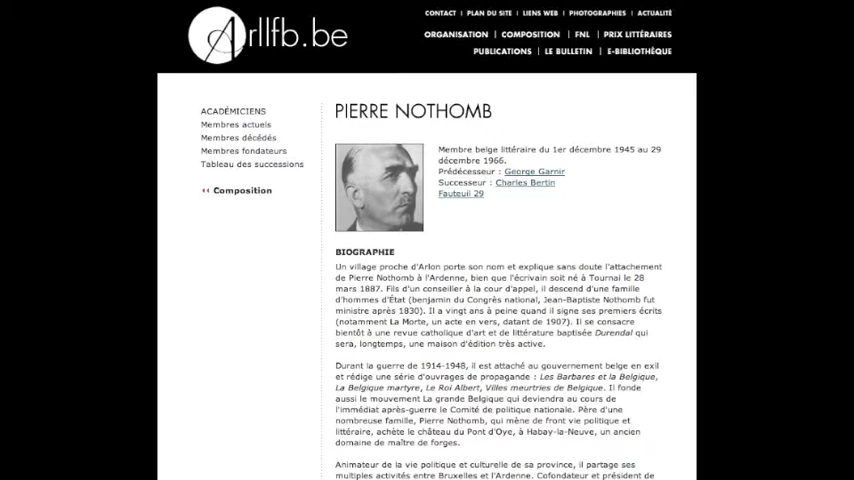 Arllfb.be
CONTACT | PLAN DU SITE | LIENS WEB | PHOTOGRAPHIES | ACTUALITÉ
ORGANISATION | COMPOSITION | FNL | PRIX LITTÉRAIRES
PUBLICATIONS | LE BULLETIN | E-BIBLIOTHÈQUE
ACADÉMICIENS
Membres actuels
Membres décédés
Membres fondateurs
Tableau des successions
Composition
PIERRE NOTHOMB
Membre belge littéraire du 1er décembre 1945 au 29
décembre 1966.
Prédécesseur : George Garnir
Successeur : Charles Bertin
Fauteuil 29
BIOGRAPHIE
Un village proche d'Arlon porte son nom et explique sans doute l'attachement
de Pierre Nothomb à l'Ardenne, bien que l'écrivain soit né à Tournai le 28
mars 1887. Fils d'un conseiller à la cour d'appel, il descend d'une famille
d'hommes d'État (benjamin du Congrès national, Jean-Baptiste Nothomb fut
ministre après 1830). Il a vingt ans à peine quand il signe ses premiers écrits
(notamment La Morte, un acte en vers, datant de 1907). Il se consacre
bientôt à une revue catholique d'art et de littérature baptisée Durendal qui
sera, longtemps, une maison d'édition très active.
Durant la guerre de 1914-1948, il est attaché au gouvernement belge en exil
et rédige une série d'ouvrages de propagande : Les Barbares et la Belgique,
La Belgique martyre, Le Roi Albert, Villes meurtries de Belgique. Il fonde
aussi le mouvement La grande Belgique qui deviendra au cours de
l'immédiat après-guerre le Comité de politique nationale. Père d'une
nombreuse famille, Pierre Nothomb, qui mène de front vie politique et
littéraire, achète le château du Pont d'Oye, à Habay-la-Neuve, un ancien
domaine de maître de forges.
Animateur de la vie politique et culturelle de sa province, il partage ses
multiples activités entre Bruxelles et l'Ardenne. Cofondateur et président de